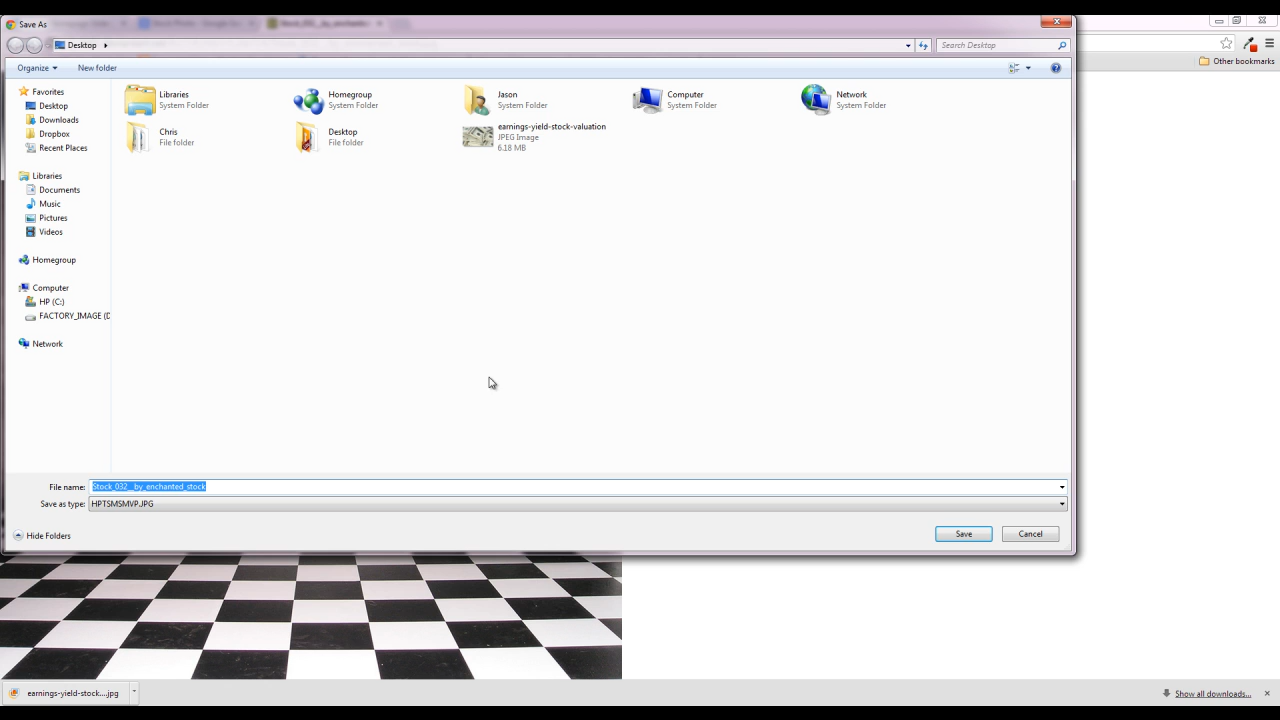 Save As
Desktop
Search Desktop
Organize
New folder
Other bookmarks
Favorites
Desktop
Downloads
Dropbox
Recent Places
Libraries
Documents
Music
Pictures
Videos
Homegroup
Computer
HP (C:)
FACTORY_IMAGE (D
Network
Libraries
System Folder
Homegroup
System Folder
Jason
System Folder
Computer
System Folder
Network
System Folder
Chris
File folder
Desktop
File folder
earnings-yield-stock-valuation
JPEG Image
6.18 MB
File name: Stock_032__by_enchanted_stock
Save as type: HPTSMSMVP.JPG
Hide Folders
Save
Cancel
earnings-yield-stock....jpg
Show all downloads...